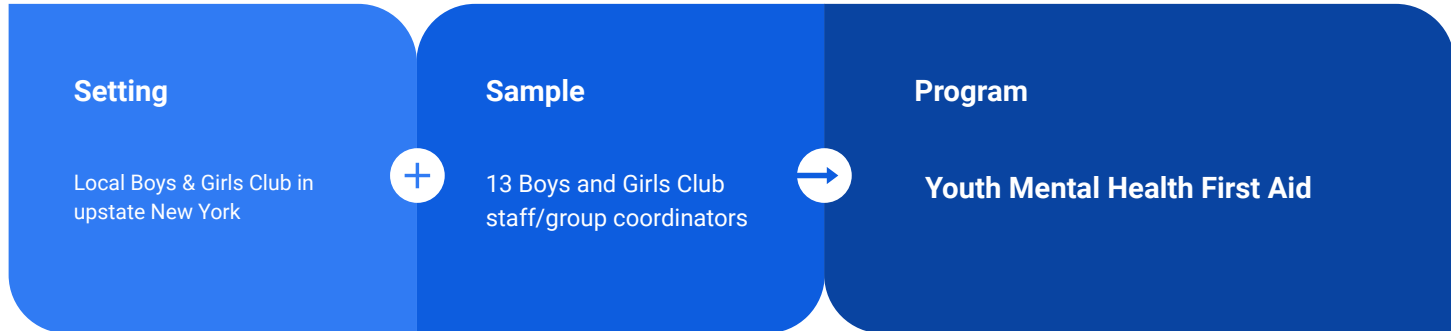 Setting
Local Boys & Girls Club in
upstate New York
Sample
13 Boys and Girls Club
staff/group coordinators
Program
Youth Mental Health First Aid